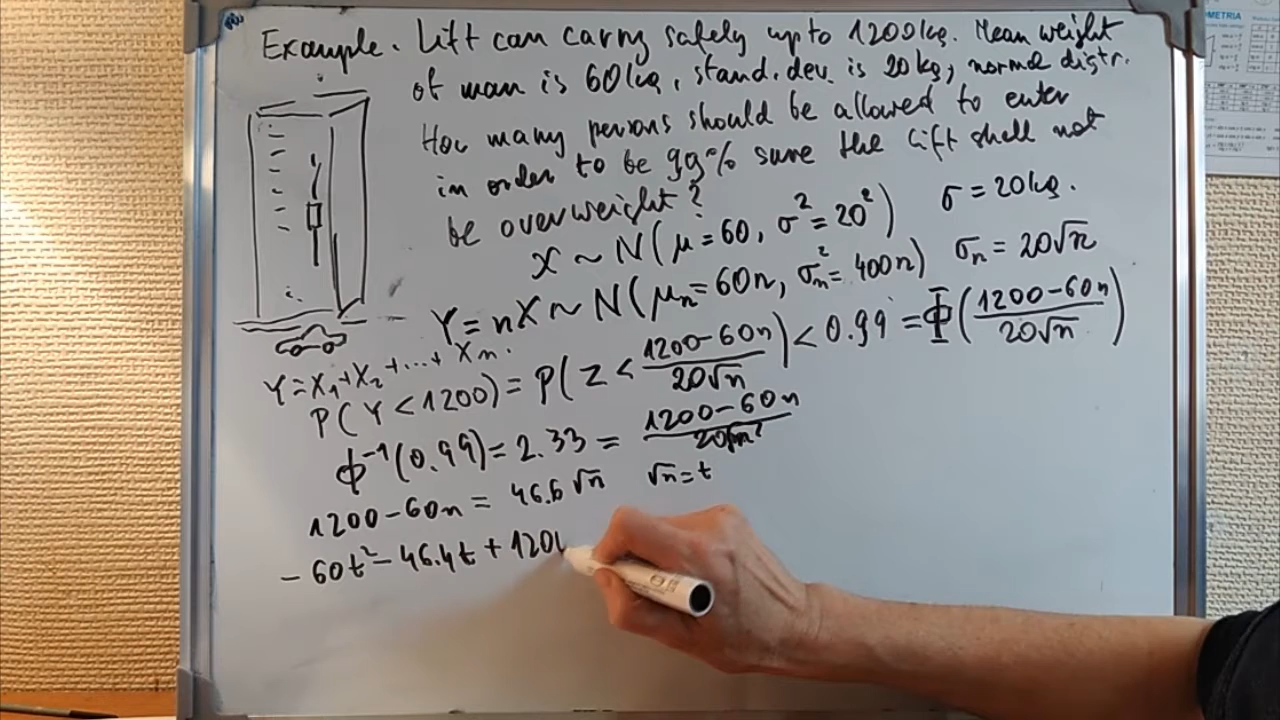 Example. Lift can carry safely up to 1200kg. Mean weight
of man is 60kg, stand. dev. is 20kg, normal distr.
How many persons should be allowed to enter
in order to be 99% sure the lift shall not
be overweight?
X ~ N(μ=60, σ²=20²) σ=20kg.
Y=nX~N(μn=60n, σn²=400n) σn=20√n
Y=X1+X2+...+Xn.
P(Y<1200)=P(Z<(1200-60n)/(20√n))<0.99=Φ((1200-60n)/(20√n))
Φ⁻¹(0.99)=2.33=(1200-60n)/(20√n)
1200-60n=46.6√n √n=t
-60t²-46.4t+120
METRIA